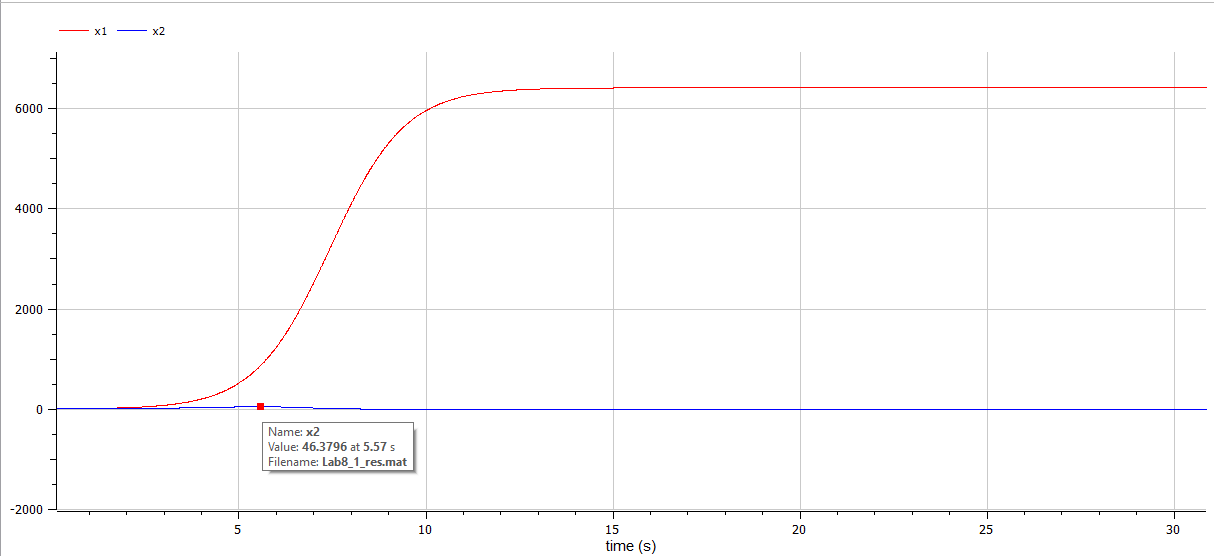 x1 x2
6000
4000
2000
0
-2000
Name: x2
Value: 46.3796 at 5.57 s
Filename: Lab8_1_res.mat
5 10 15 20 25 30
time (s)